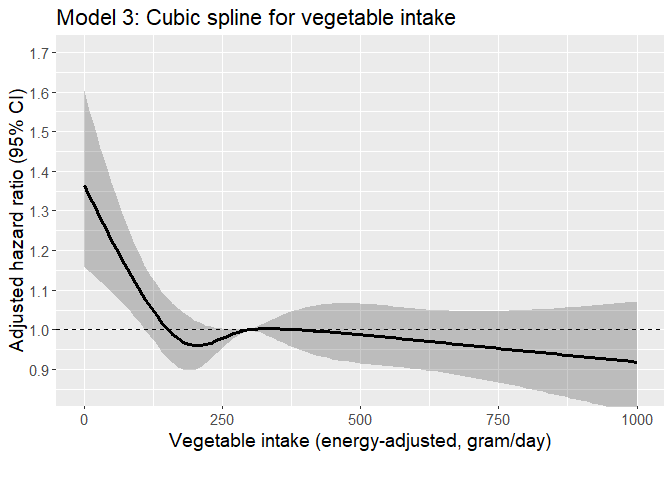 Model 3: Cubic spline for vegetable intake
Adjusted hazard ratio (95% CI)
1.7
1.6
1.5
1.4
1.3
1.2
1.1
1.0
0.9
0 250 500 750 1000
Vegetable intake (energy-adjusted, gram/day)